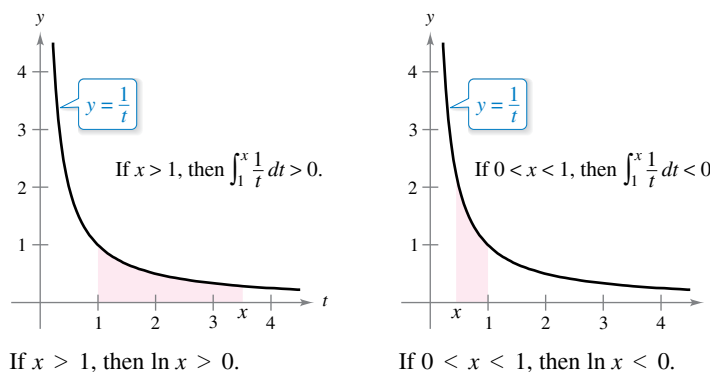 y
4
3
2
1
y = 1/t
If x > 1, then ∫₁ˣ 1/t dt > 0.
1 2 3 x 4
t
If x > 1, then ln x > 0.
y
4
3
2
1
y = 1/t
If 0 < x < 1, then ∫₁ˣ 1/t dt < 0
x 1 2 3 4
If 0 < x < 1, then ln x < 0.